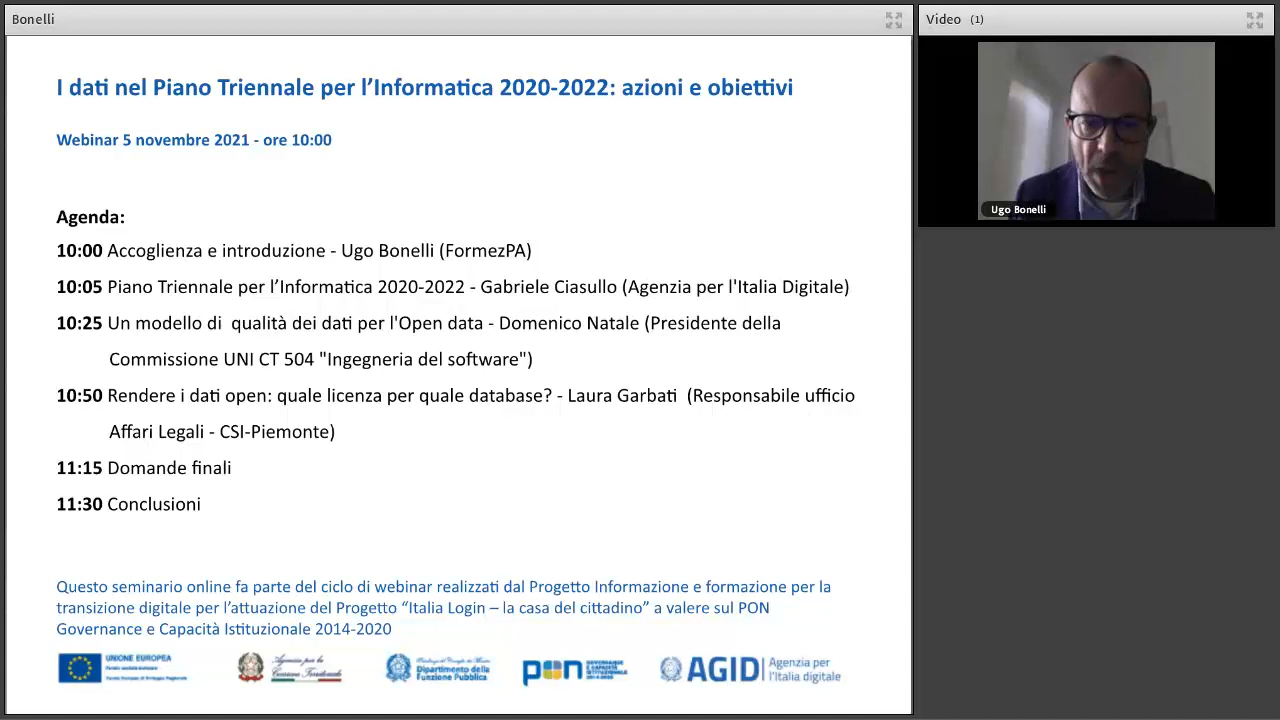 Bonelli
Video (1)
I dati nel Piano Triennale per l’Informatica 2020-2022: azioni e obiettivi
Webinar 5 novembre 2021 - ore 10:00
Ugo Bonelli
Agenda:
10:00 Accoglienza e introduzione - Ugo Bonelli (FormezPA)
10:05 Piano Triennale per l’Informatica 2020-2022 - Gabriele Ciasullo (Agenzia per l'Italia Digitale)
10:25 Un modello di qualità dei dati per l'Open data - Domenico Natale (Presidente della
Commissione UNI CT 504 "Ingegneria del software")
10:50 Rendere i dati open: quale licenza per quale database? - Laura Garbati (Responsabile ufficio
Affari Legali - CSI-Piemonte)
11:15 Domande finali
11:30 Conclusioni
Questo seminario online fa parte del ciclo di webinar realizzati dal Progetto Informazione e formazione per la
transizione digitale per l’attuazione del Progetto “Italia Login – la casa del cittadino” a valere sul PON
Governance e Capacità Istituzionale 2014-2020
UNIONE EUROPEA
Agenzia per la
Coesione Territoriale
Dipartimento della
Funzione Pubblica
pon
AGID Agenzia per
l'Italia digitale